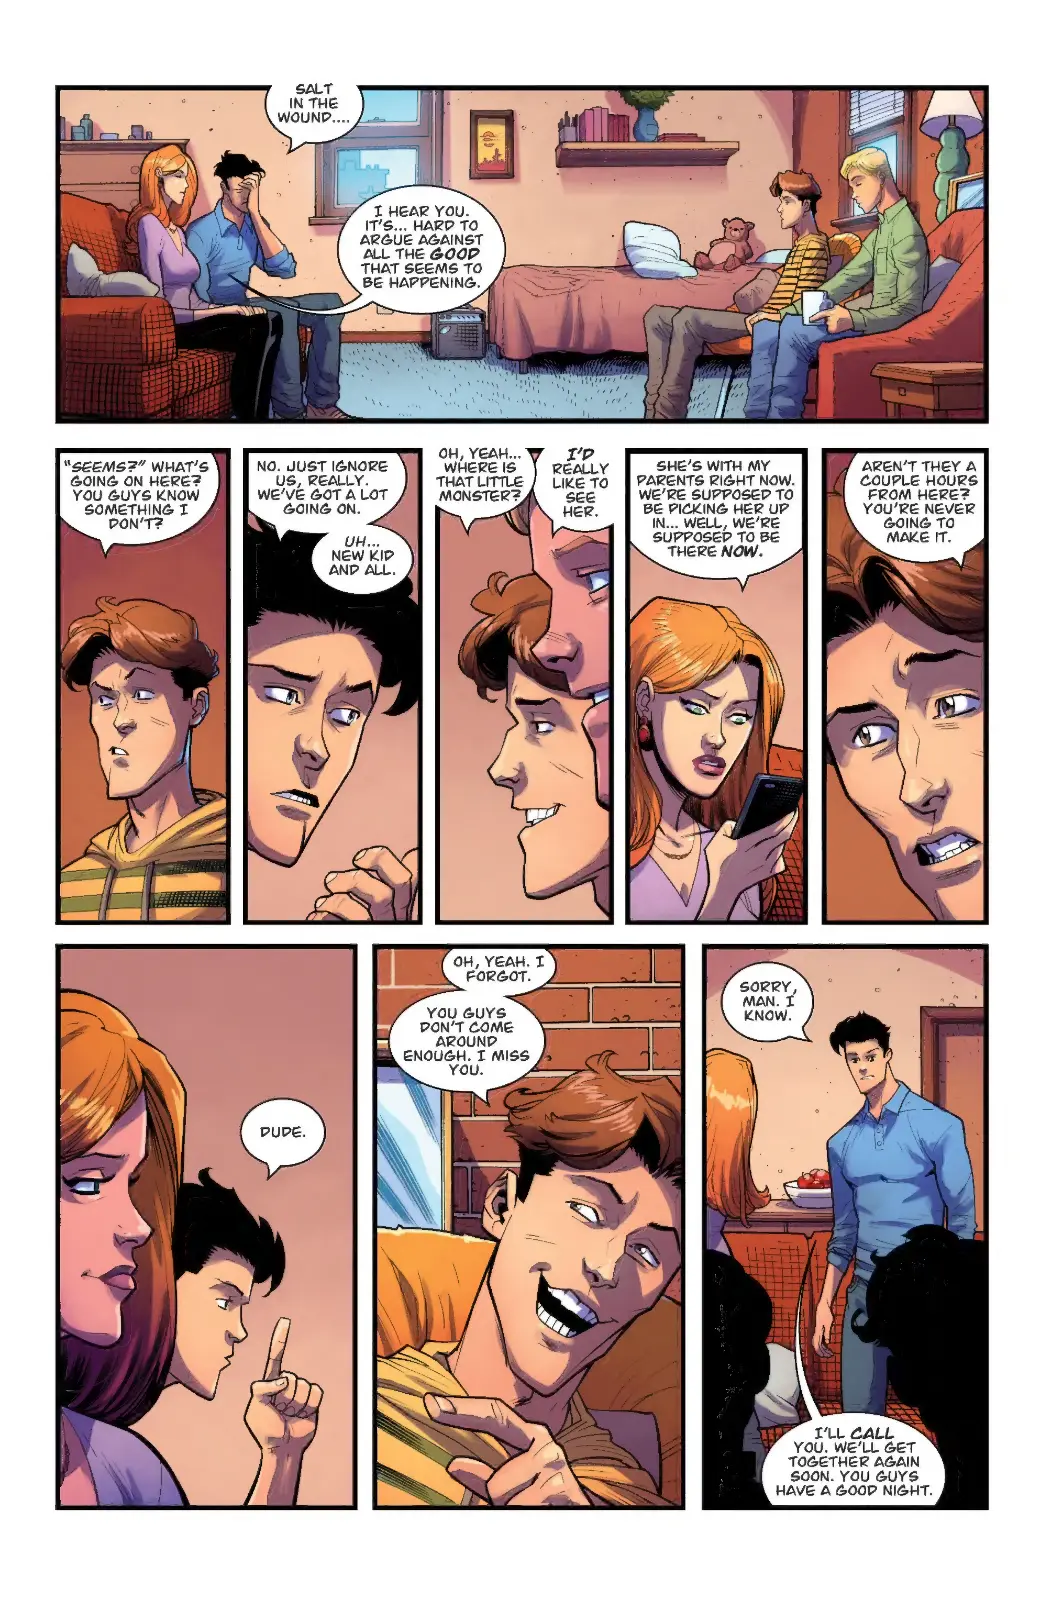 SALT
IN THE
WOUND....
I HEAR YOU.
IT'S... HARD TO
ARGUE AGAINST
ALL THE GOOD
THAT SEEMS TO
BE HAPPENING.
"SEEMS?" WHAT'S
GOING ON HERE?
YOU GUYS KNOW
SOMETHING I
DON'T?
NO. JUST IGNORE
US, REALLY.
WE'VE GOT A LOT
GOING ON.
UH...
NEW KID
AND ALL.
OH, YEAH...
WHERE IS
THAT LITTLE
MONSTER?
I'D
REALLY
LIKE TO
SEE
HER.
SHE'S WITH MY
PARENTS RIGHT NOW.
WE'RE SUPPOSED TO
BE PICKING HER UP
IN... WELL, WE'RE
SUPPOSED TO BE
THERE NOW.
AREN'T THEY A
COUPLE HOURS
FROM HERE?
YOU'RE NEVER
GOING TO
MAKE IT.
DUDE.
OH, YEAH. I
FORGOT.
YOU GUYS
DON'T COME
AROUND
ENOUGH. I MISS
YOU.
SORRY,
MAN. I
KNOW.
I'LL CALL
YOU. WE'LL GET
TOGETHER AGAIN
SOON. YOU GUYS
HAVE A GOOD NIGHT.